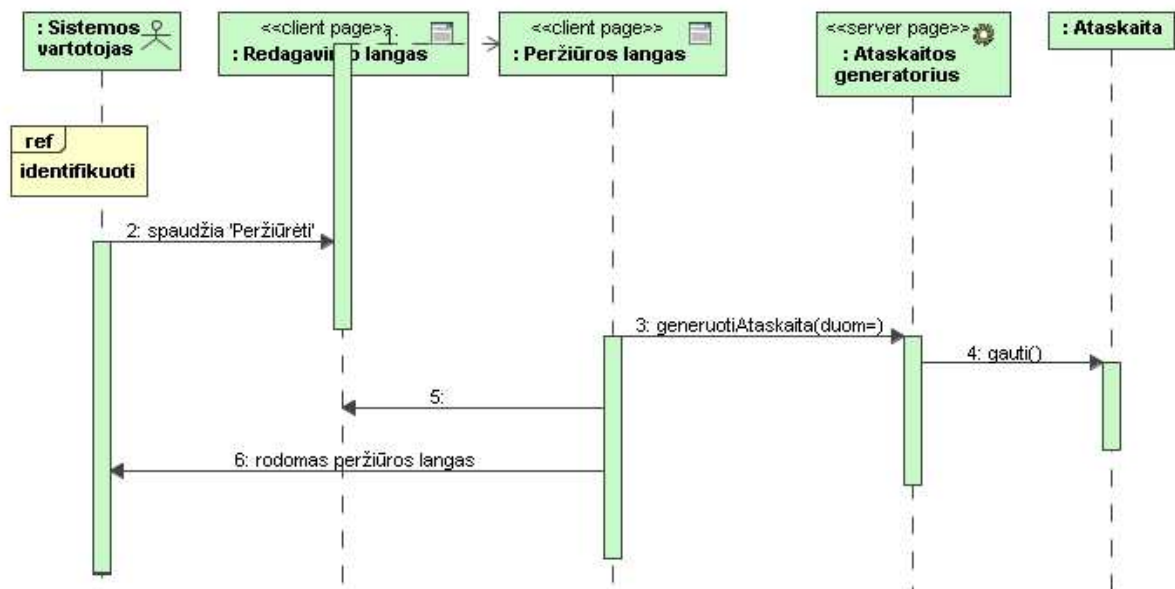 : Sistemos
vartotojas
<<client page>>
1:
: Redagavimo langas
<<client page>>
: Peržiūros langas
<<server page>>
: Ataskaitos
generatorius
: Ataskaita
ref
identifikuoti
2: spaudžia 'Peržiūrėti'
3: generuotiAtaskaita(duom=)
4: gauti()
5:
6: rodomas peržiūros langas